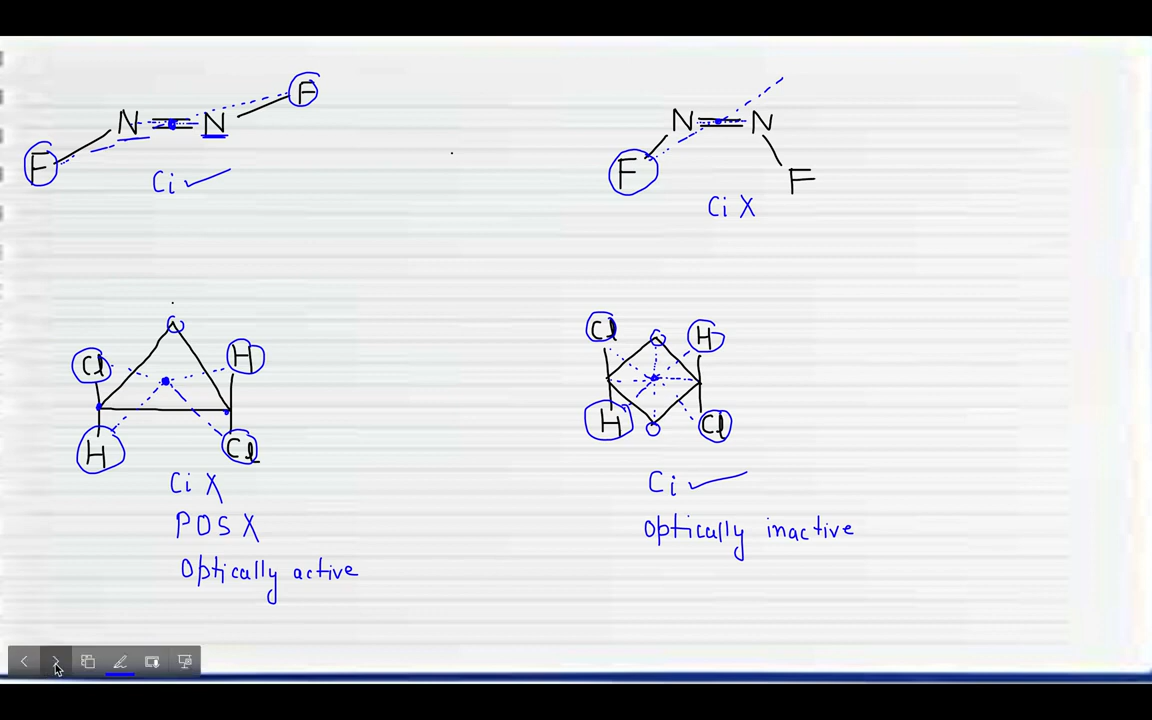 F N = N F
Ci ✓
N = N
F F
Ci X
Cl H
H Cl
Ci X
POS X
Optically active
Cl H
H Cl
Ci ✓
Optically inactive